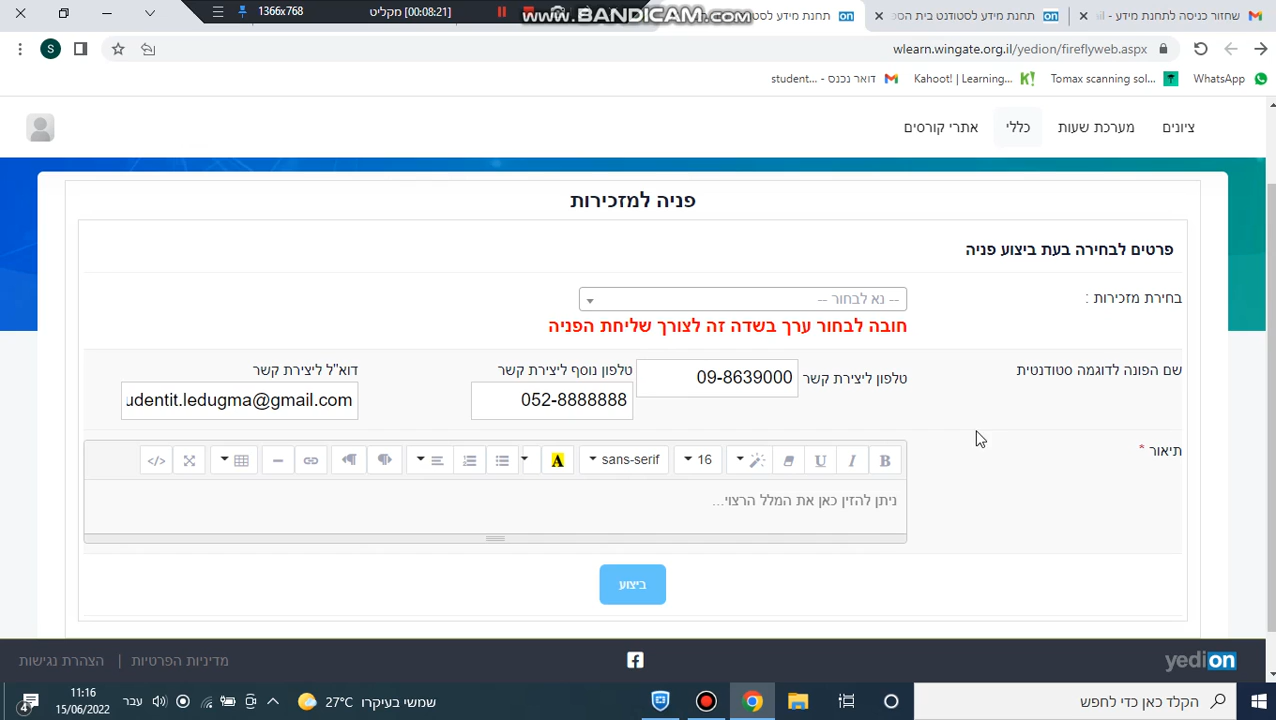 1366x768
מקליט [00:08:21]
www.BANDICAM.com
תחנת מידע לסט
תחנת מידע לסטודנט בית הסכ
שחזור כניסה לתחנת מידע - ו
S
wlearn.wingate.org.il/yedion/fireflyweb.aspx
WhatsApp
Tomax scanning sol...
Kahoot! | Learning...
דואר נכנס - student...
ציונים
מערכת שעות
כללי
אתרי קורסים
פניה למזכירות
פרטים לבחירה בעת ביצוע פניה
בחירת מזכירות :
-- נא לבחור --
חובה לבחור ערך בשדה זה לצורך שליחת הפניה
שם הפונה לדוגמה סטודנטית
טלפון ליצירת קשר
09-8639000
טלפון נוסף ליצירת קשר
052-8888888
דוא"ל ליצירת קשר
udentit.ledugma@gmail.com
תיאור *
B I U 16 sans-serif A </>
ניתן להזין כאן את המלל הרצוי...
ביצוע
yedion
מדיניות הפרטיות | הצהרת נגישות
הקלד כאן כדי לחפש
27°C שמשי בעיקרו
עבר
11:16
15/06/2022
4